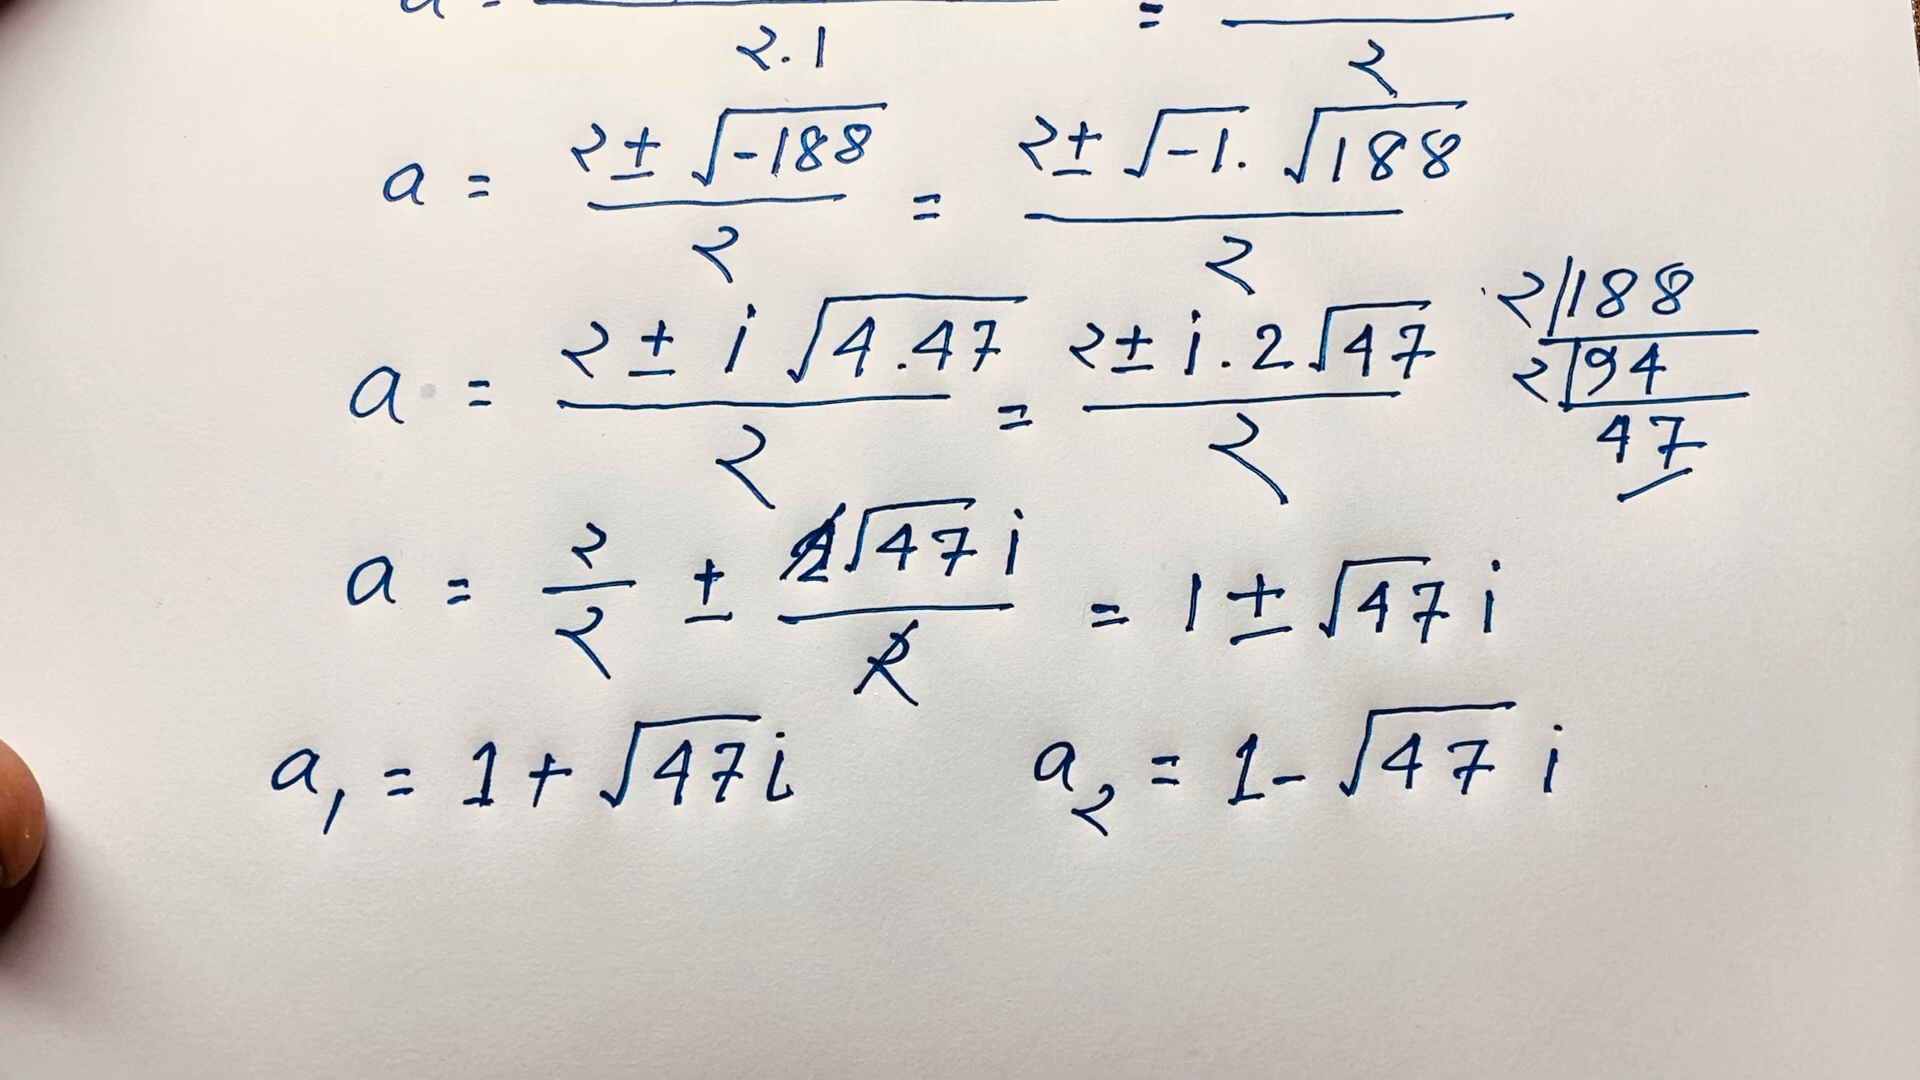 2.1 = 2
a = (2 ± √-188)/2 = (2 ± √-1. √188)/2
a = (2 ± i √4.47)/2 = (2 ± i.2√47)/2
2|188
2|94
47
a = 2/2 ± 2√47 i/2 = 1 ± √47 i
a₁ = 1 + √47 i a₂ = 1 - √47 i